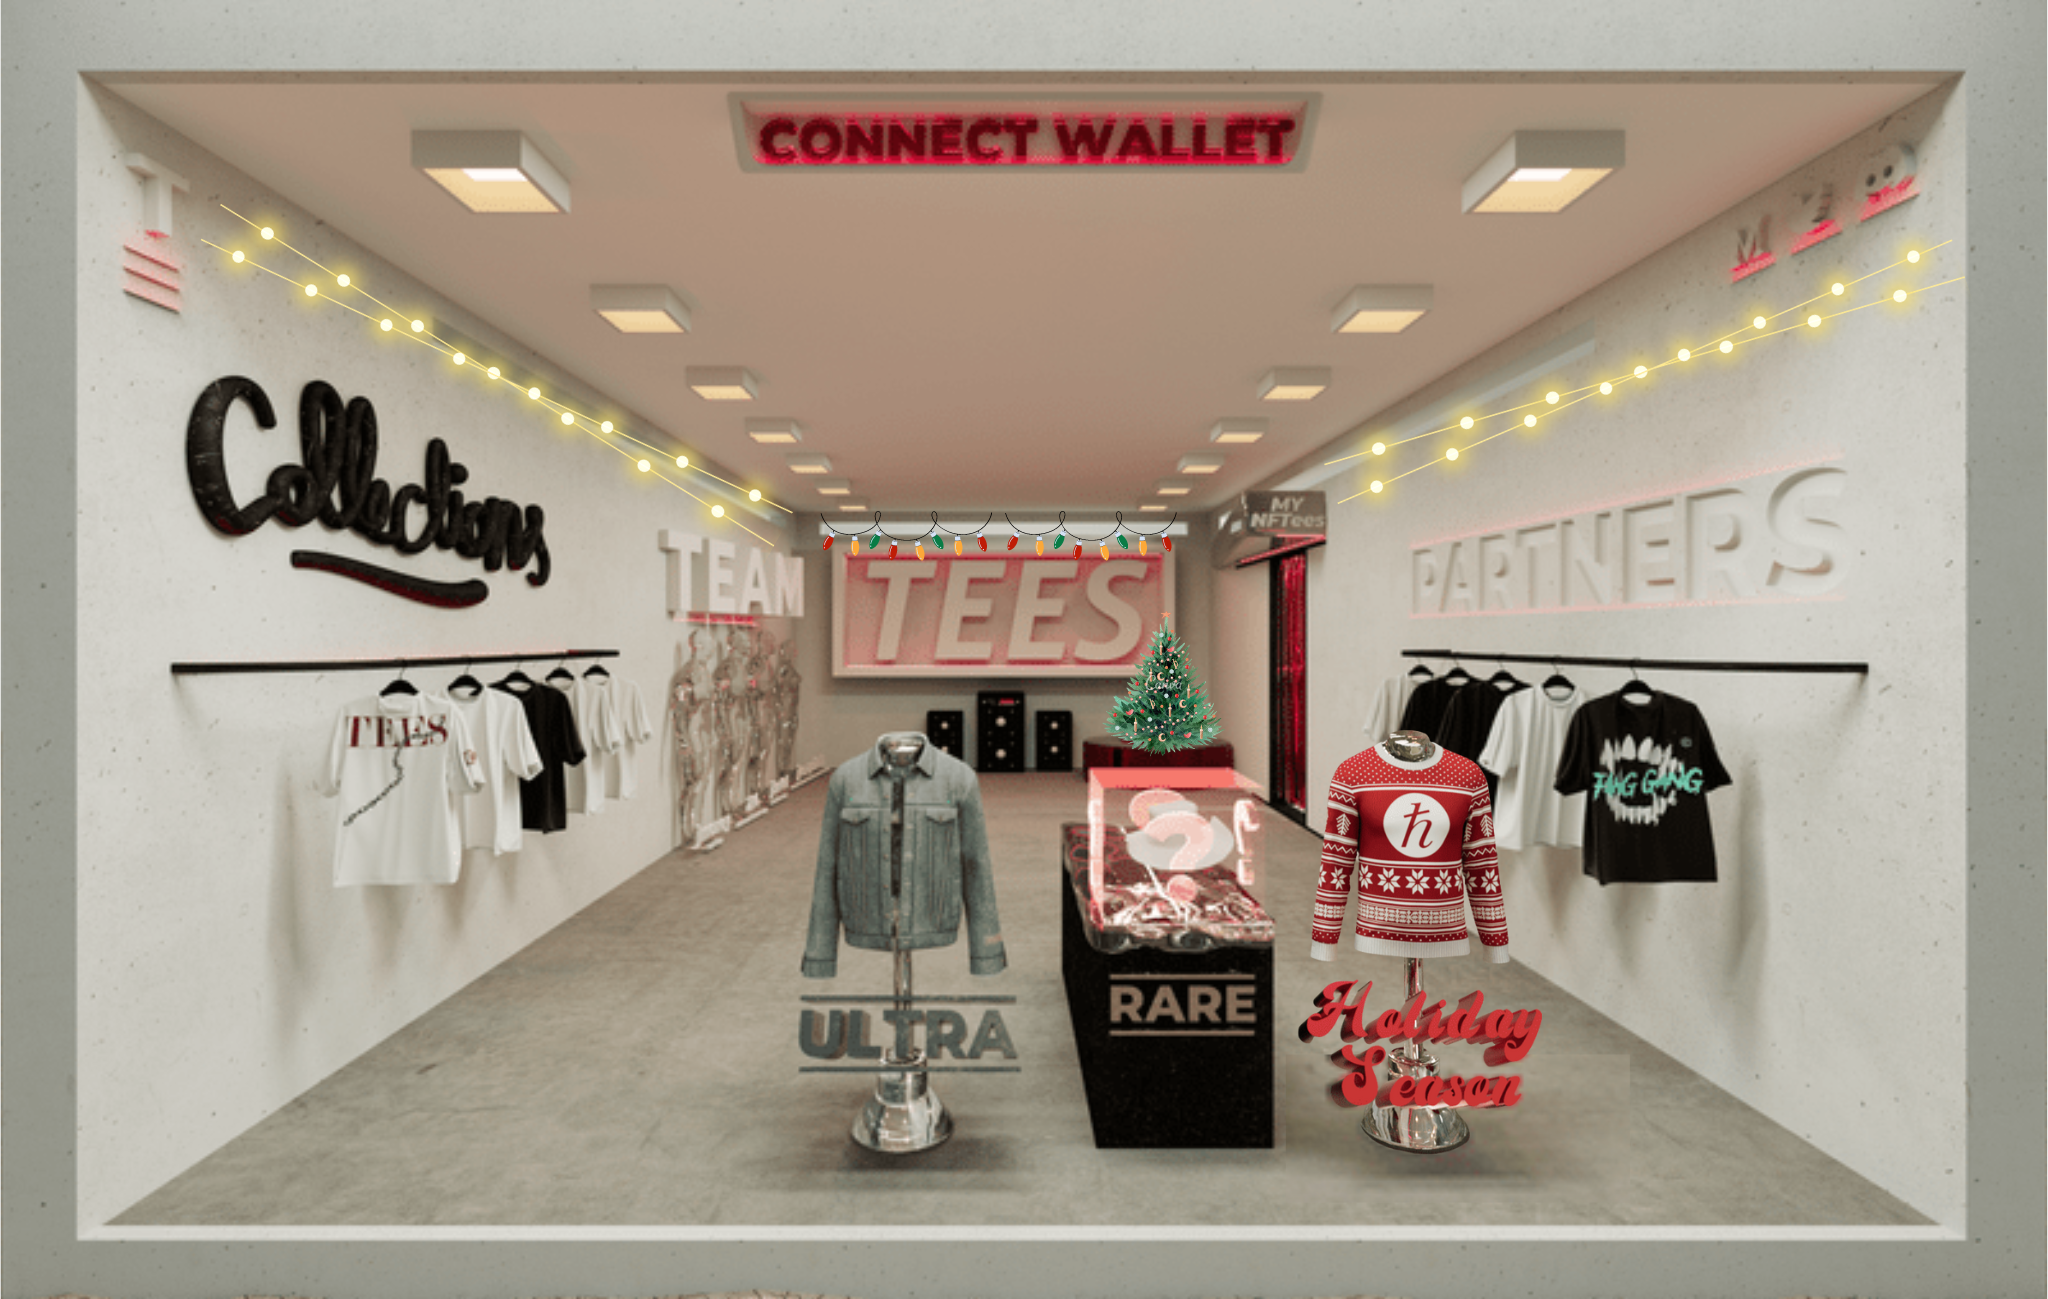 CONNECT WALLET
T
Collections
TEAM
TEES
MY
NFTees
PARTNERS
TEES
FANG GANG
ħ
ULTRA
RARE
?
Holiday
Season